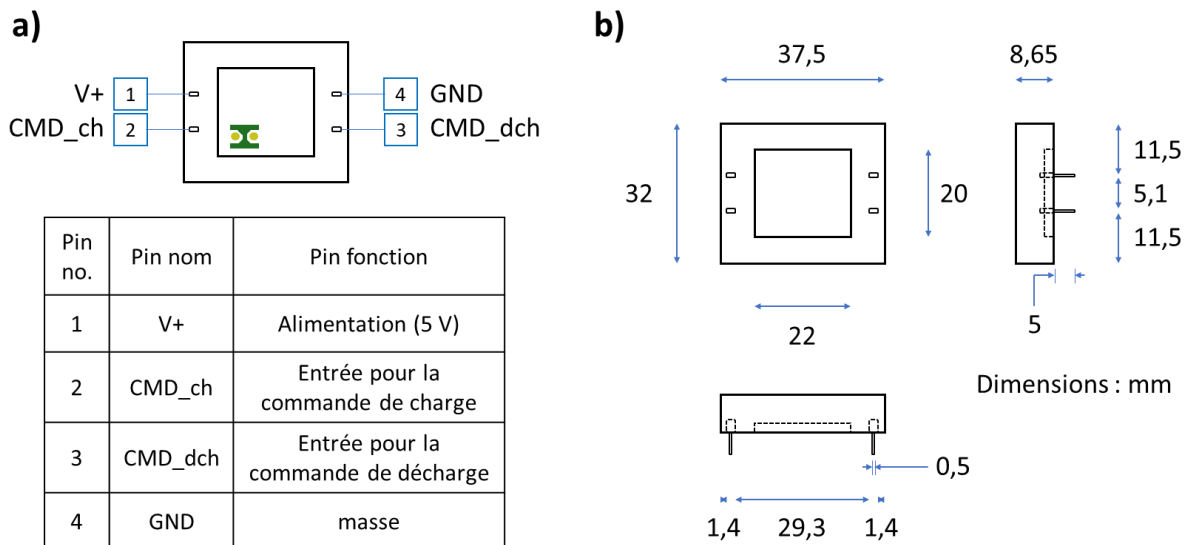 a)
V+ 1
4 GND
CMD_ch 2
3 CMD_dch
Pin no. Pin nom Pin fonction
1 V+ Alimentation (5 V)
2 CMD_ch Entrée pour la
commande de charge
3 CMD_dch Entrée pour la
commande de décharge
4 GND masse
b)
37,5
8,65
32
20
11,5
5,1
11,5
22
5
Dimensions : mm
0,5
1,4 29,3 1,4